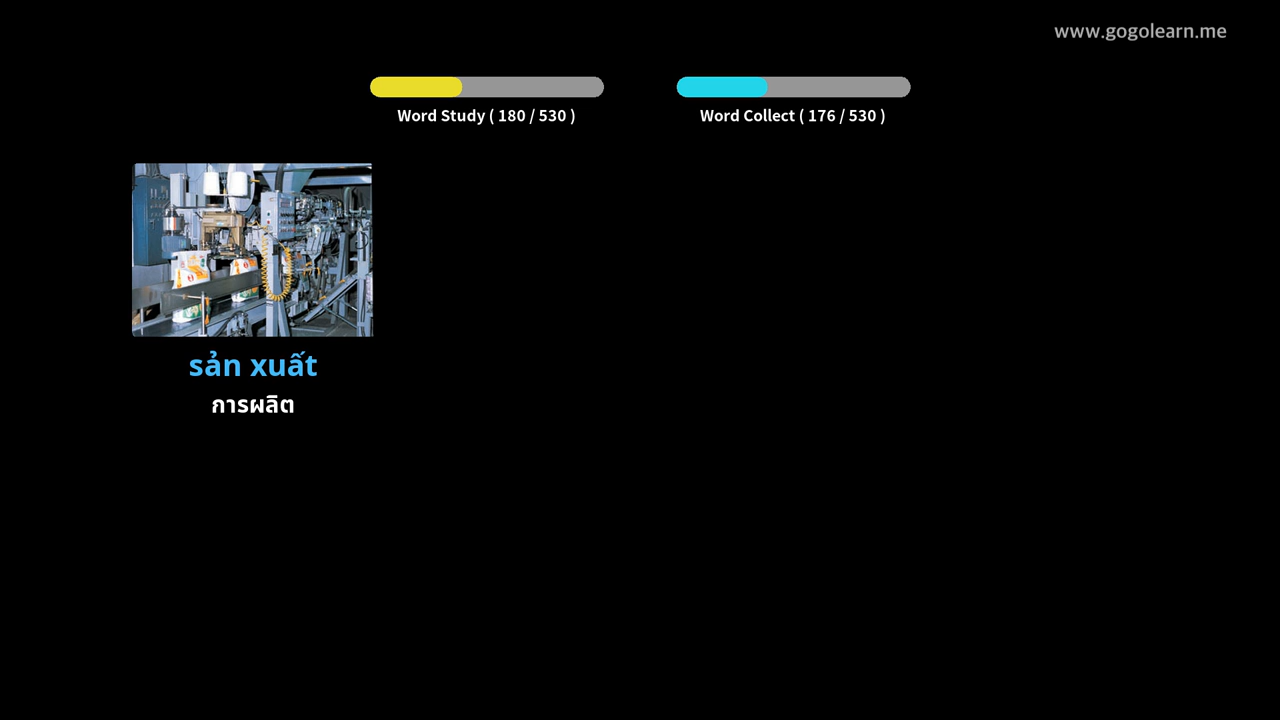 www.gogolearn.me
Word Study ( 180 / 530 )
Word Collect ( 176 / 530 )
sản xuất
การผลิต